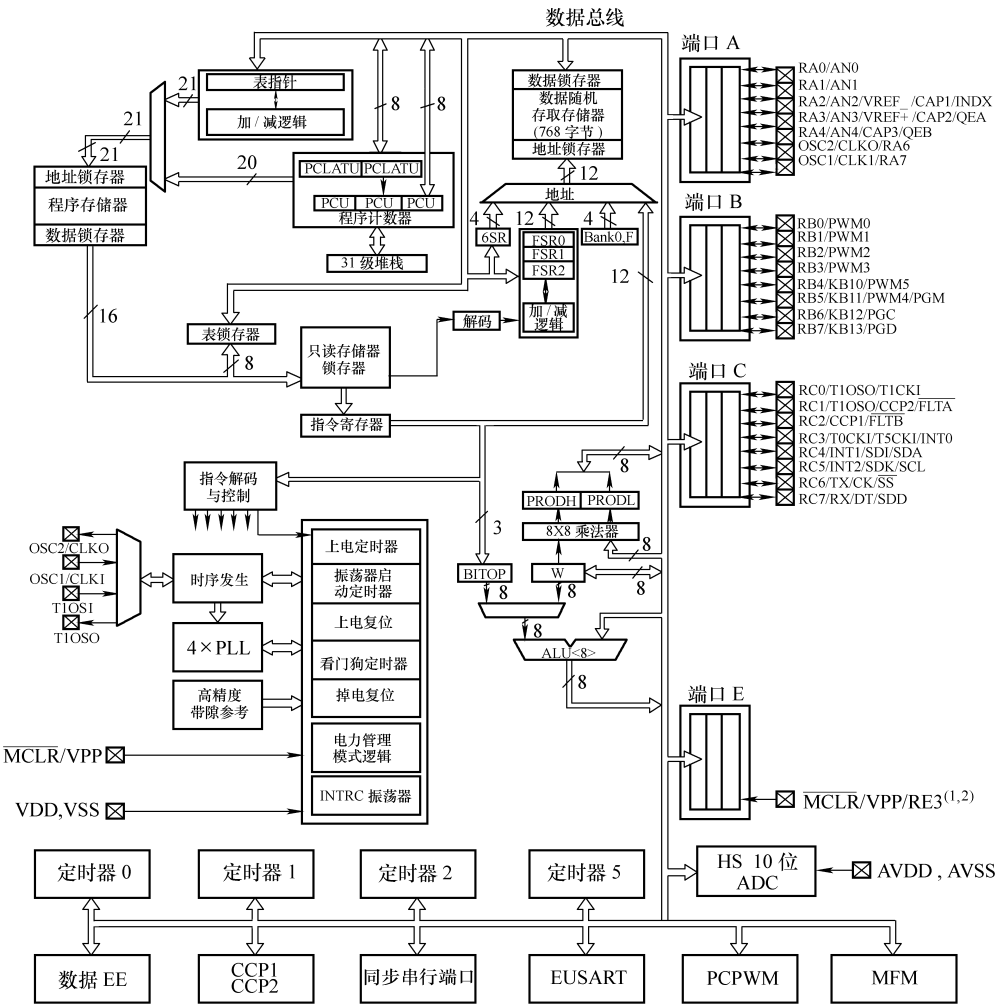 数据总线
端口 A
RA0/AN0
RA1/AN1
RA2/AN2/VREF_ /CAP1/INDX
RA3/AN3/VREF+ /CAP2/QEA
RA4/AN4/CAP3/QEB
OSC2/CLKO/RA6
OSC1/CLK1/RA7
表指针
加 / 减逻辑
21
21
21
8
8
20
地址锁存器
程序存储器
数据锁存器
PCLATU PCLATU
PCU PCU PCU
程序计数器
31 级堆栈
数据锁存器
数据随机
存取存储器
(768 字节)
地址锁存器
12
地址
4
12
4
6SR
FSR0
FSR1
FSR2
Bank0,F
12
加 / 减
逻辑
端口 B
RB0/PWM0
RB1/PWM1
RB2/PWM2
RB3/PWM3
RB4/KB10/PWM5
RB5/KB11/PWM4/PGM
RB6/KB12/PGC
RB7/KB13/PGD
16
表锁存器
8
解码
只读存储器
锁存器
指令寄存器
端口 C
RC0/T1OSO/T1CKI
RC1/T1OSO/CCP2/FLTA
RC2/CCP1/FLTB
RC3/T0CKI/T5CKI/INT0
RC4/INT1/SDI/SDA
RC5/INT2/SDK/SCL
RC6/TX/CK/SS
RC7/RX/DT/SDD
指令解码
与控制
3
8
PRODH PRODL
8X8 乘法器
8
BITOP
W
8
8
8
8
ALU<8>
8
OSC2/CLKO
OSC1/CLKI
T1OSI
T1OSO
时序发生
4×PLL
高精度
带隙参考
上电定时器
振荡器启
动定时器
上电复位
看门狗定时器
掉电复位
电力管理
模式逻辑
INTRC 振荡器
MCLR/VPP
VDD,VSS
端口 E
MCLR/VPP/RE3(1,2)
定时器 0
定时器 1
定时器 2
定时器 5
HS 10 位
ADC
AVDD , AVSS
数据 EE
CCP1
CCP2
同步串行端口
EUSART
PCPWM
MFM